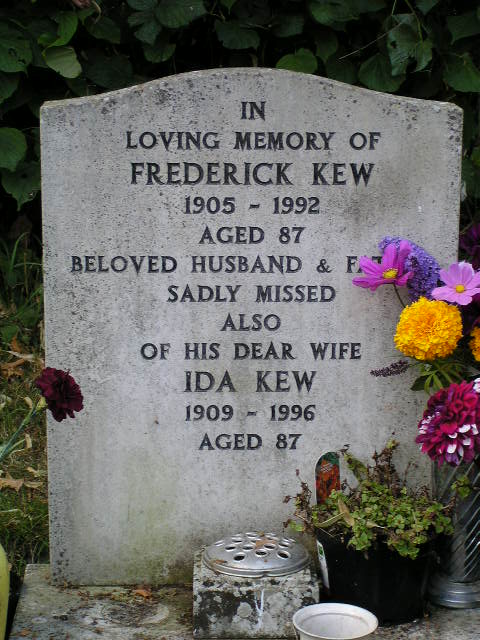 IN
LOVING MEMORY OF
FREDERICK KEW
1905 - 1992
AGED 87
BELOVED HUSBAND &
SADLY MISSED
ALSO
OF HIS DEAR WIFE
IDA KEW
1909 - 1996
AGED 87